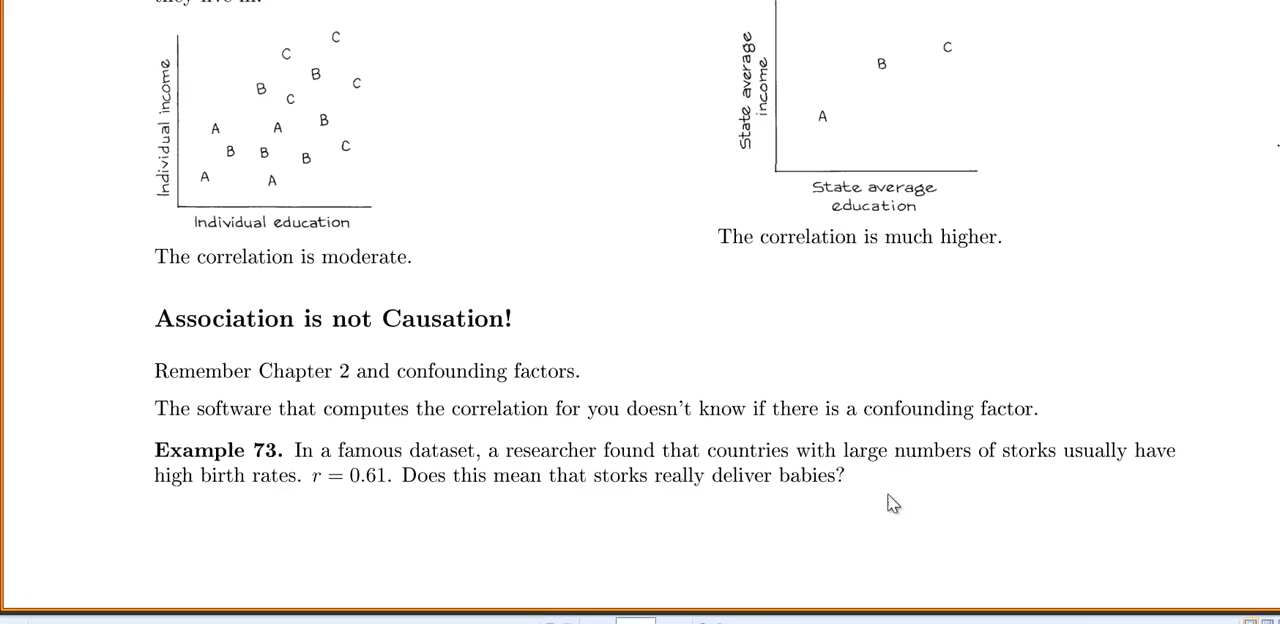 they live in.
C
C
B
C
B
C
B
A
A
B
B
B
C
A
A
Individual income
Individual education
The correlation is moderate.
C
B
A
State average
income
State average
education
The correlation is much higher.
Association is not Causation!
Remember Chapter 2 and confounding factors.
The software that computes the correlation for you doesn't know if there is a confounding factor.
Example 73. In a famous dataset, a researcher found that countries with large numbers of storks usually have
high birth rates. r = 0.61. Does this mean that storks really deliver babies?